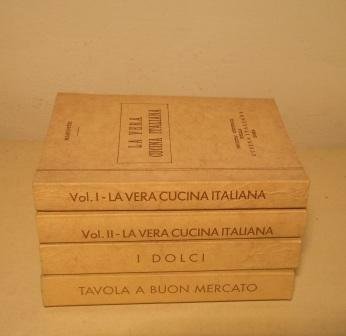 LA VERA
CUCINA ITALIANA
Vol. I - LA VERA CUCINA ITALIANA
Vol. II - LA VERA CUCINA ITALIANA
I DOLCI
TAVOLA A BUON MERCATO